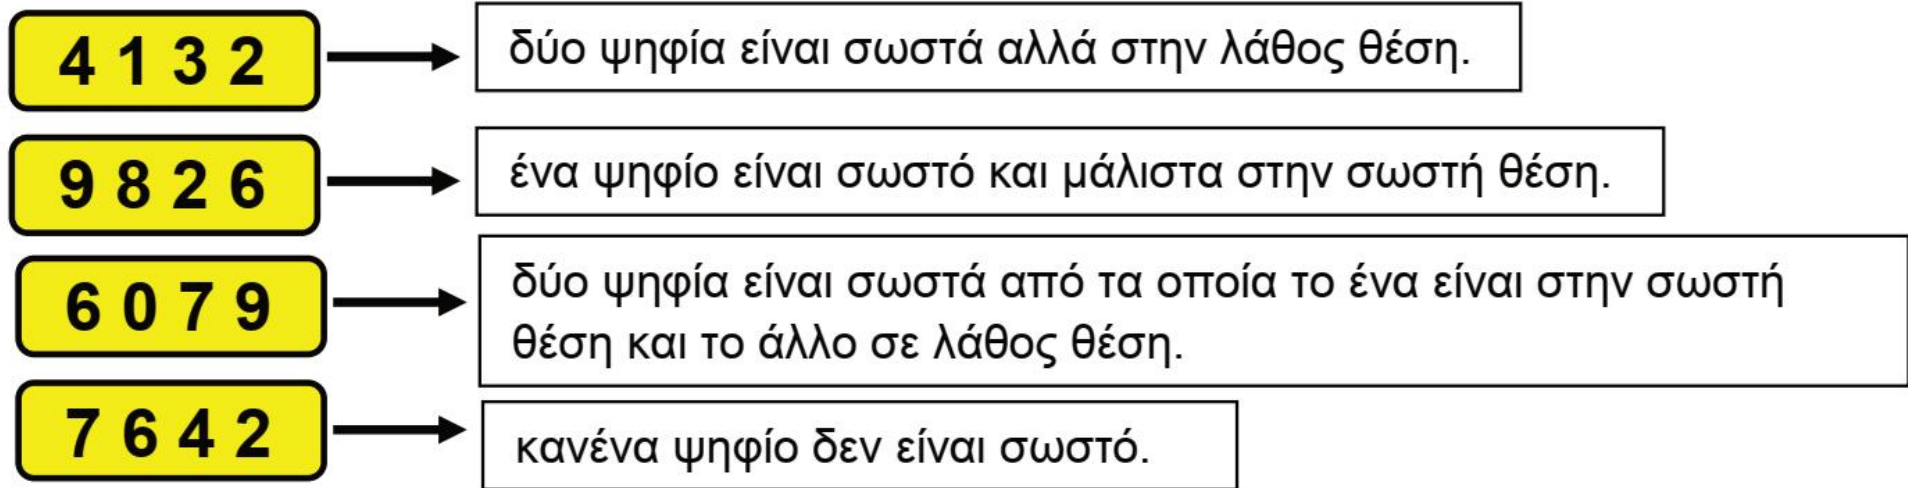 4 1 3 2 δύο ψηφία είναι σωστά αλλά στην λάθος θέση.
9 8 2 6 ένα ψηφίο είναι σωστό και μάλιστα στην σωστή θέση.
6 0 7 9 δύο ψηφία είναι σωστά από τα οποία το ένα είναι στην σωστή
θέση και το άλλο σε λάθος θέση.
7 6 4 2 κανένα ψηφίο δεν είναι σωστό.